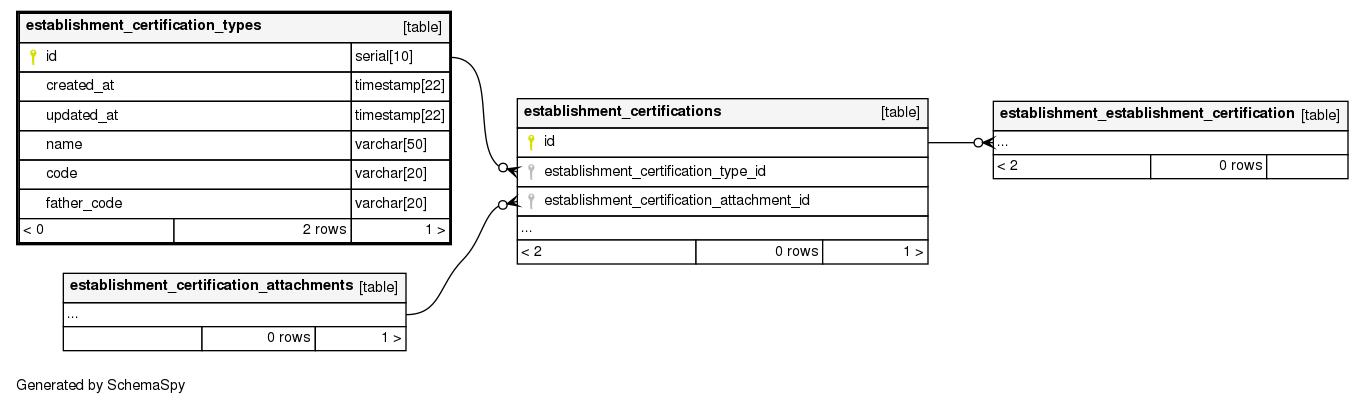 establishment_certification_types [table]
id serial[10]
created_at timestamp[22]
updated_at timestamp[22]
name varchar[50]
code varchar[20]
father_code varchar[20]
< 0 2 rows 1 >
establishment_certification_attachments [table]
...
0 rows 1 >
establishment_certifications [table]
id
establishment_certification_type_id
establishment_certification_attachment_id
...
< 2 0 rows 1 >
establishment_establishment_certification [table]
...
< 2 0 rows
Generated by SchemaSpy